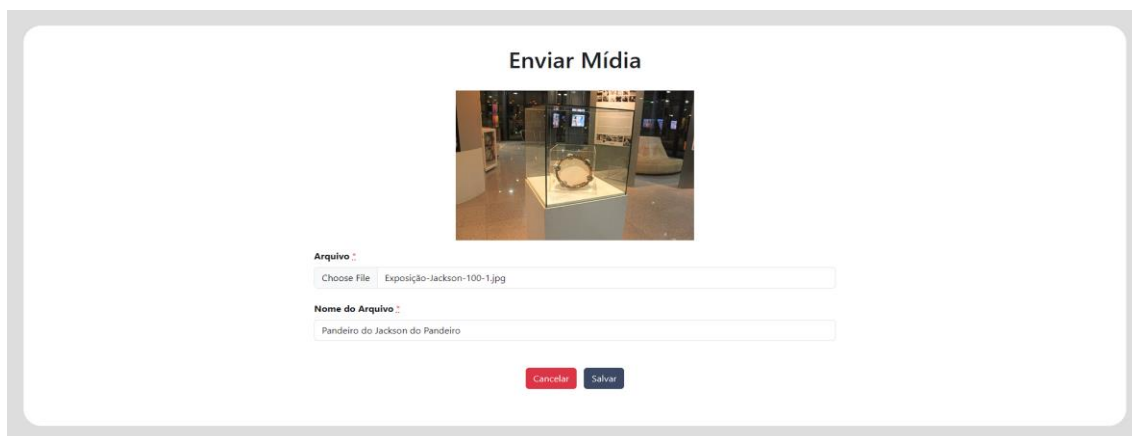 Enviar Mídia
Arquivo *
Choose File Exposição-Jackson-100-1.jpg
Nome do Arquivo *
Pandeiro do Jackson do Pandeiro
Cancelar Salvar